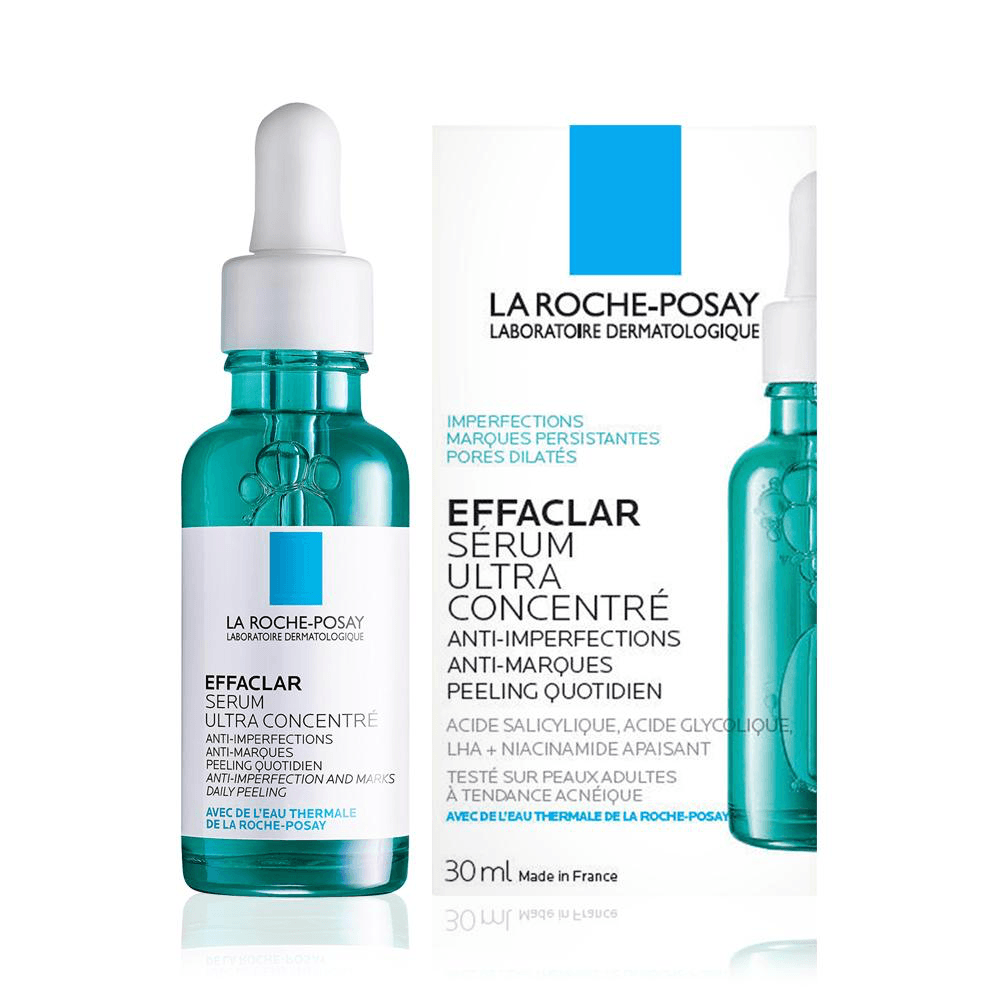 LA ROCHE-POSAY
LABORATOIRE DERMATOLOGIQUE
EFFACLAR
SERUM
ULTRA CONCENTRÉ
ANTI-IMPERFECTIONS
ANTI-MARQUES
PEELING QUOTIDIEN
ANTI-IMPERFECTION AND MARKS
DAILY PEELING
AVEC DE L'EAU THERMALE
DE LA ROCHE-POSAY
LA ROCHE-POSAY
LABORATOIRE DERMATOLOGIQUE
IMPERFECTIONS
MARQUES PERSISTANTES
PORES DILATÉS
EFFACLAR
SÉRUM
ULTRA
CONCENTRÉ
ANTI-IMPERFECTIONS
ANTI-MARQUES
PEELING QUOTIDIEN
ACIDE SALICYLIQUE, ACIDE GLYCOLIQUE,
LHA + NIACINAMIDE APAISANT
TESTÉ SUR PEAUX ADULTES
À TENDANCE ACNÉIQUE
AVEC DE L'EAU THERMALE DE LA ROCHE-POSAY
30 ml Made in France